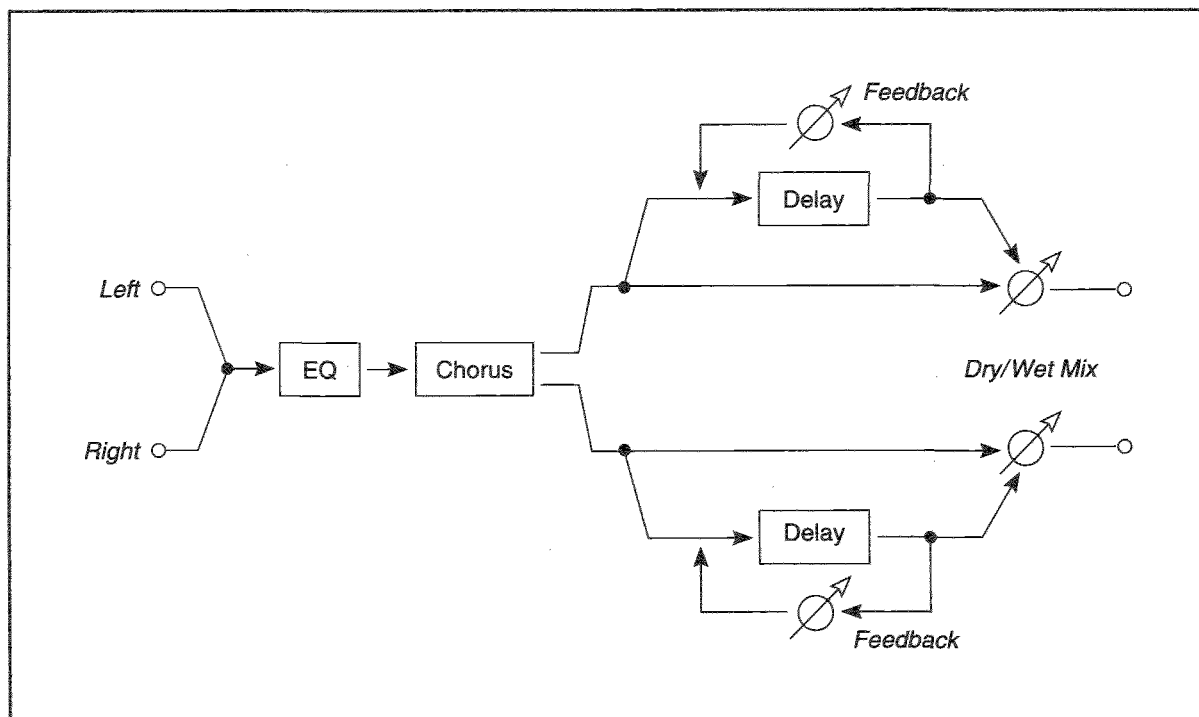 Feedback
Delay
Left
EQ
Chorus
Dry/Wet Mix
Right
Delay
Feedback